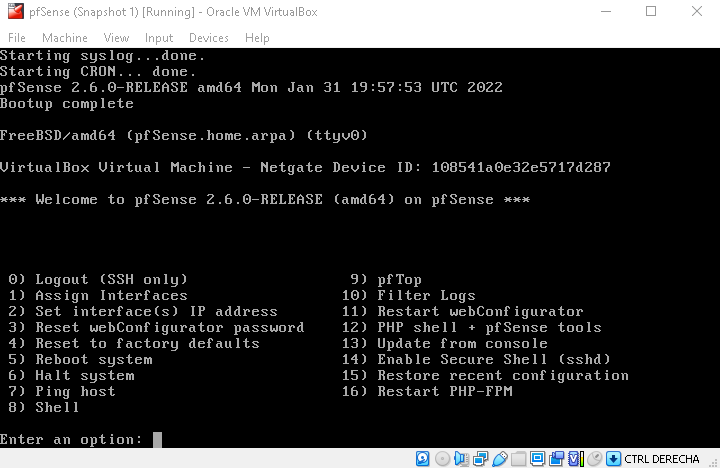 pfSense (Snapshot 1) [Running] - Oracle VM VirtualBox
File Machine View Input Devices Help
Starting syslog...done.
Starting CRON... done.
pfSense 2.6.0-RELEASE amd64 Mon Jan 31 19:57:53 UTC 2022
Bootup complete
FreeBSD/amd64 (pfSense.home.arpa) (ttyv0)
VirtualBox Virtual Machine - Netgate Device ID: 108541a0e32e5717d287
*** Welcome to pfSense 2.6.0-RELEASE (amd64) on pfSense ***
0) Logout (SSH only) 9) pfTop
1) Assign Interfaces 10) Filter Logs
2) Set interface(s) IP address 11) Restart webConfigurator
3) Reset webConfigurator password 12) PHP shell + pfSense tools
4) Reset to factory defaults 13) Update from console
5) Reboot system 14) Enable Secure Shell (sshd)
6) Halt system 15) Restore recent configuration
7) Ping host 16) Restart PHP-FPM
8) Shell
Enter an option:
CTRL DERECHA